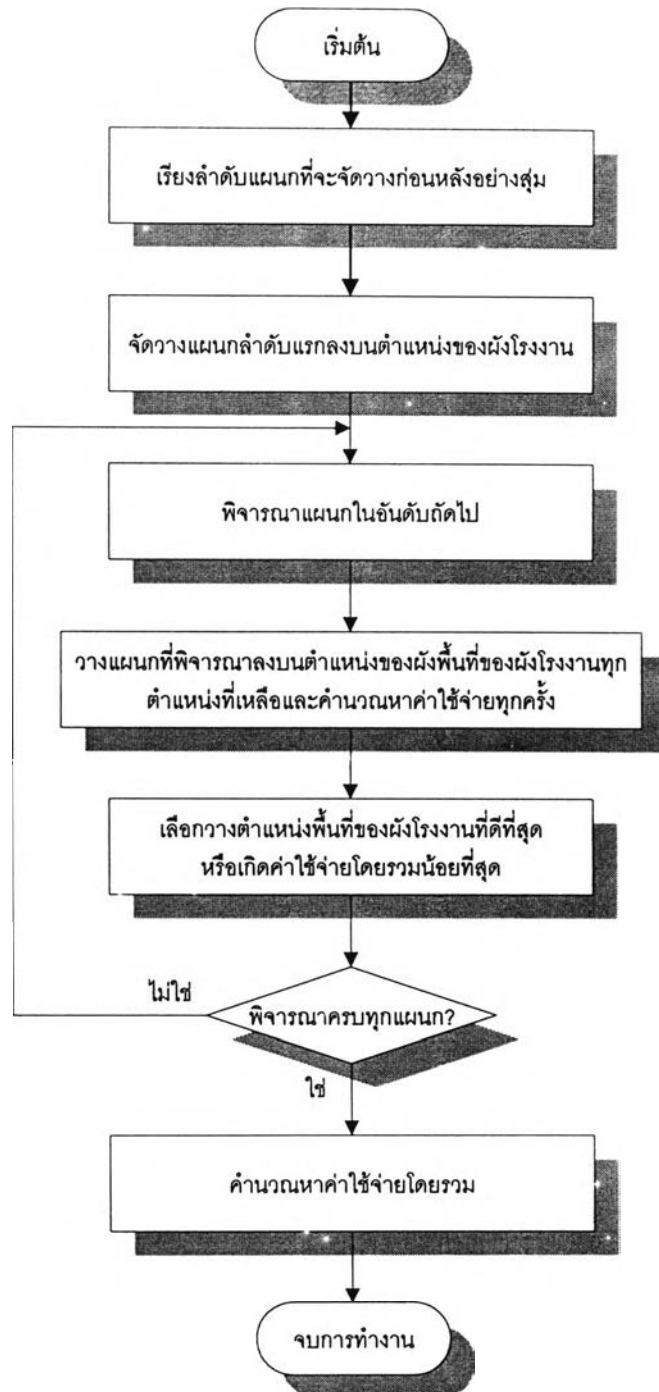 เริ่มต้น
เรียงลำดับแผนกที่จะจัดวางก่อนหลังอย่างสุ่ม
จัดวางแผนกลำดับแรกลงบนตำแหน่งของผังโรงงาน
พิจารณาแผนกในอันดับถัดไป
วางแผนกที่พิจารณาลงบนตำแหน่งของผังพื้นที่ของผังโรงงานทุก
ตำแหน่งที่เหลือและคำนวณหาค่าใช้จ่ายทุกครั้ง
เลือกวางตำแหน่งพื้นที่ของผังโรงงานที่ดีที่สุด
หรือเกิดค่าใช้จ่ายโดยรวมน้อยที่สุด
ไม่ใช่
พิจารณาครบทุกแผนก?
ใช่
คำนวณหาค่าใช้จ่ายโดยรวม
จบการทำงาน